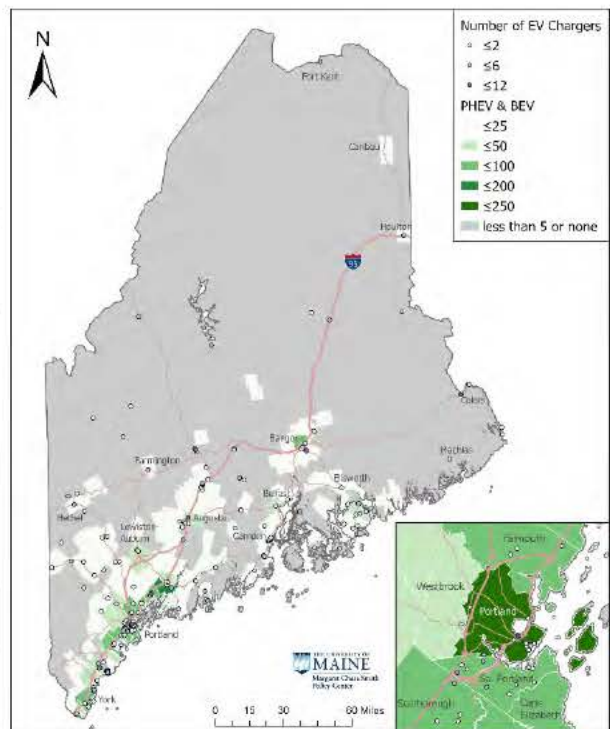 N
Number of EV Chargers
≤2
≤6
≤12
PHEV & BEV
≤25
≤50
≤100
≤200
≤250
less than 5 or none
Fort Kent
Caribou
Houlton
95
Calais
Bangor
Machias
Farmington
Ellsworth
Belfast
Bethel
Augusta
Lewiston
Auburn
Camden
Portland
York
THE UNIVERSITY OF
MAINE
Margaret Chase Smith
Policy Center
0 15 30 60 Miles
Falmouth
Westbrook
Portland
So. Portland
Scarborough
Cape
Elizabeth